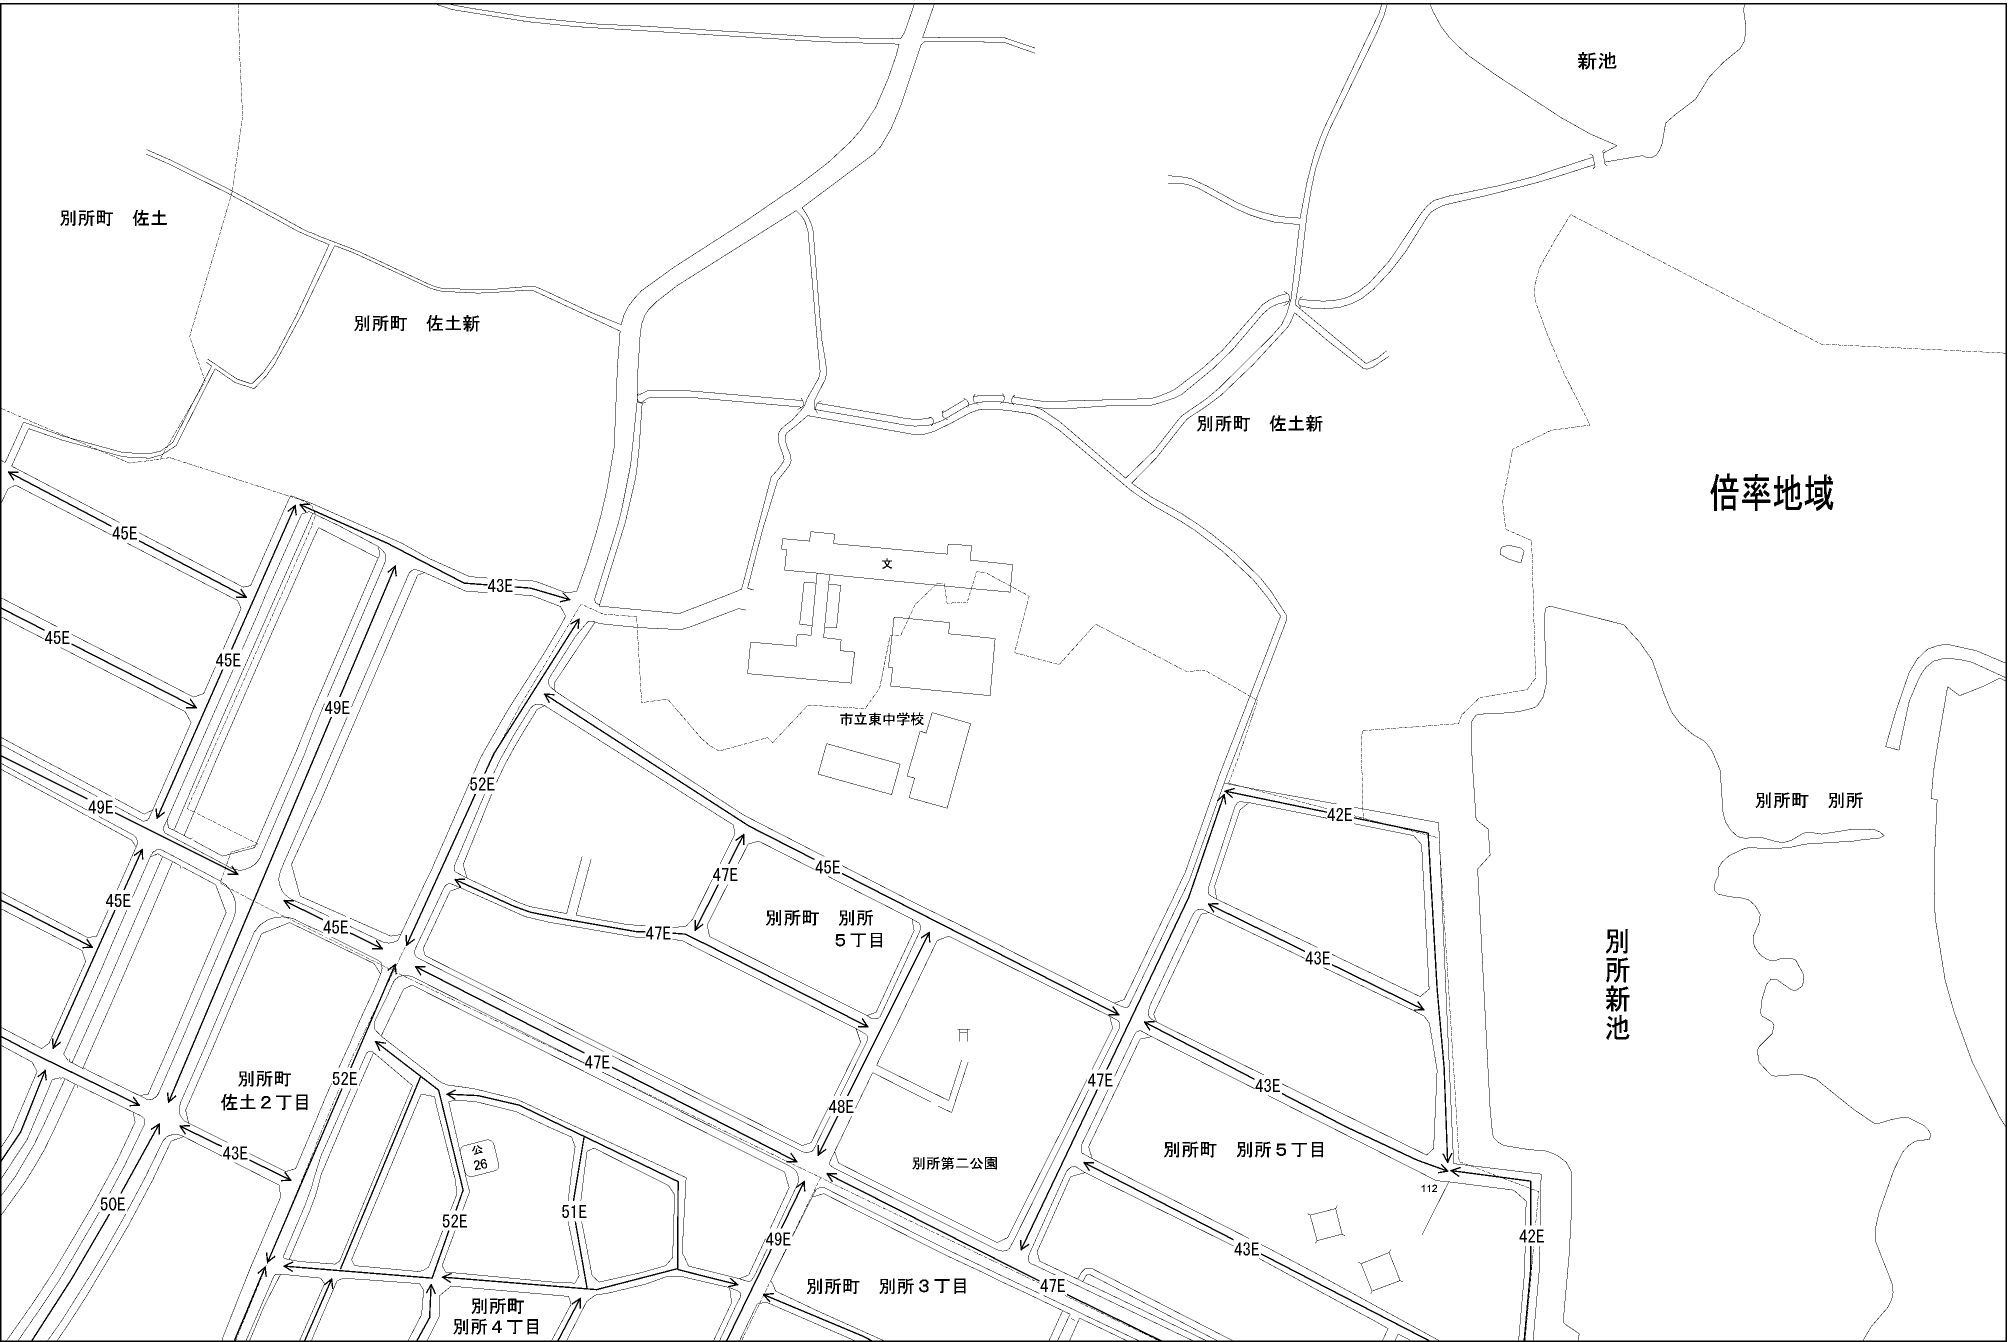 新池
別所町　佐土
別所町　佐土新
別所町　佐土新
倍率地域
文
45E
43E
45E
45E
49E
市立東中学校
52E
42E
別所町　別所
49E
45E
47E
45E
別所町　別所
５丁目
45E
47E
43E
別所新池
47E
別所町
佐土２丁目
52E
47E
43E
48E
公
26
別所第二公園
別所町　別所５丁目
43E
112
50E
52E
51E
49E
43E
42E
別所町　別所３丁目
47E
別所町
別所４丁目